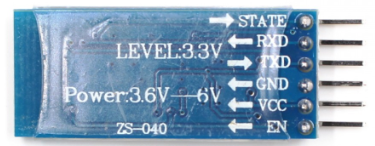 STATE
RXD
LEVEL:3.3V
TXD
GND
Power:3.6V—6V
VCC
ZS-040
EN